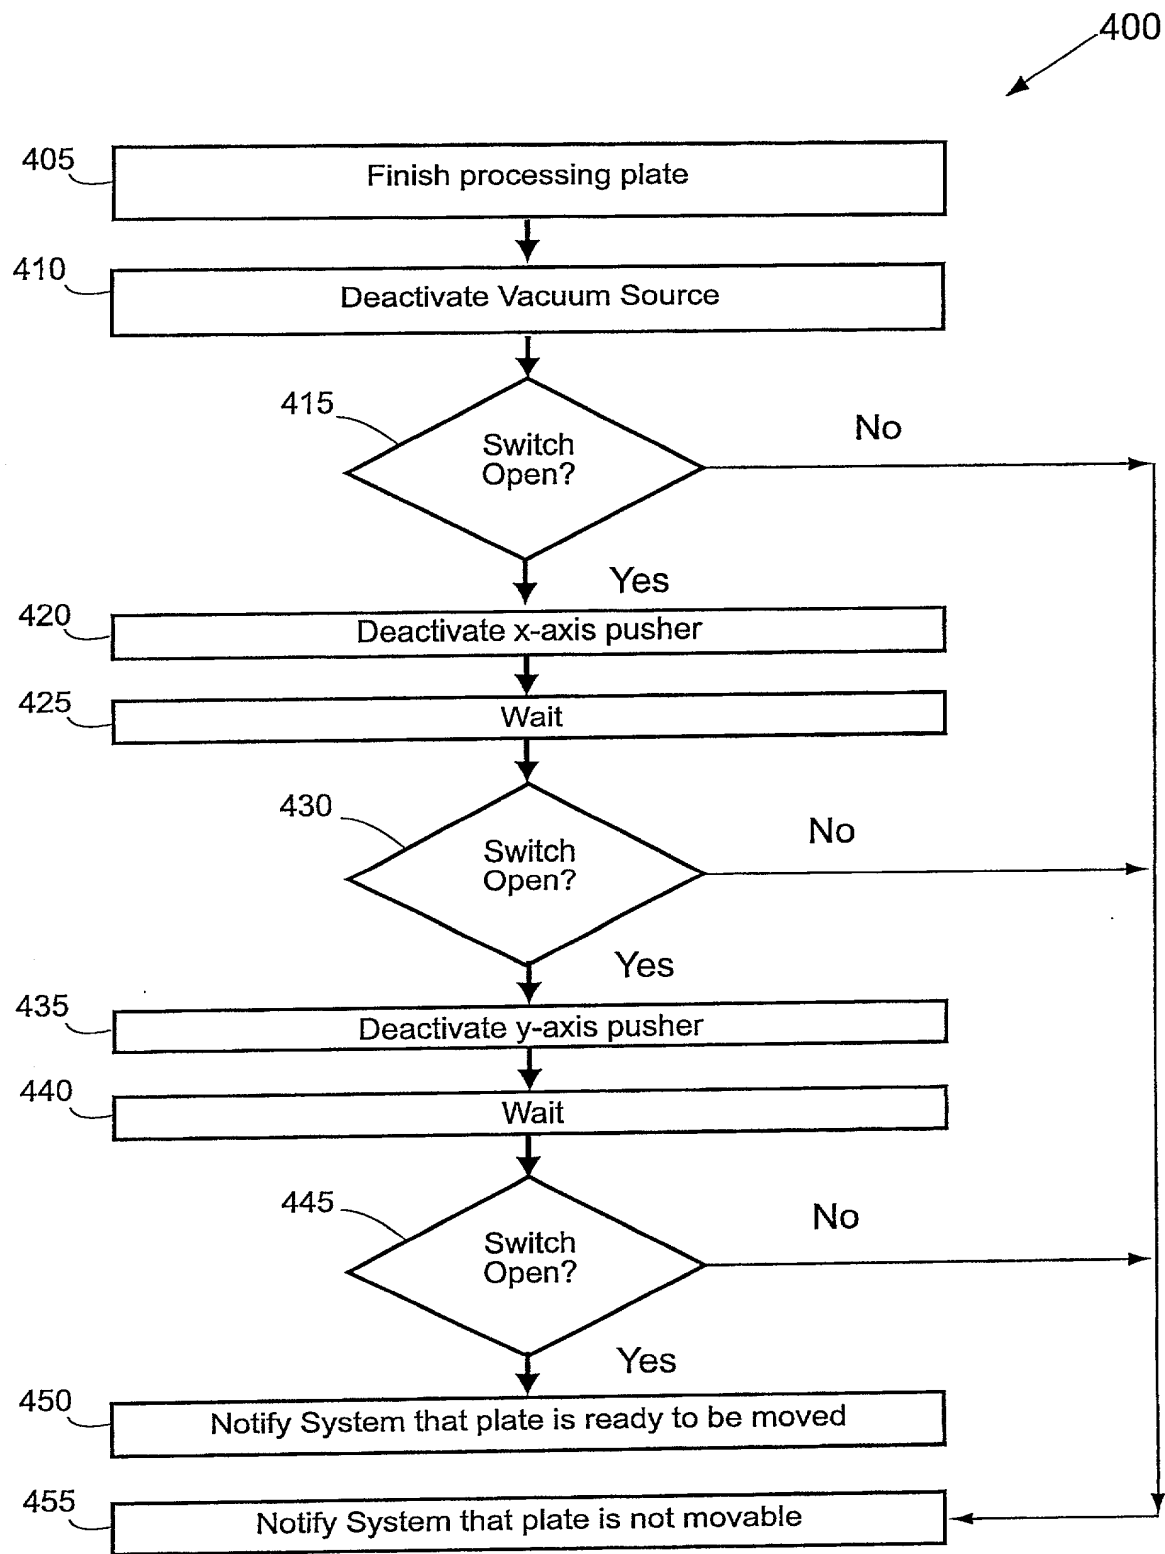 400
405
Finish processing plate
410
Deactivate Vacuum Source
415
Switch
Open?
No
Yes
420
Deactivate x-axis pusher
425
Wait
430
Switch
Open?
No
Yes
435
Deactivate y-axis pusher
440
Wait
445
Switch
Open?
No
Yes
450
Notify System that plate is ready to be moved
455
Notify System that plate is not movable